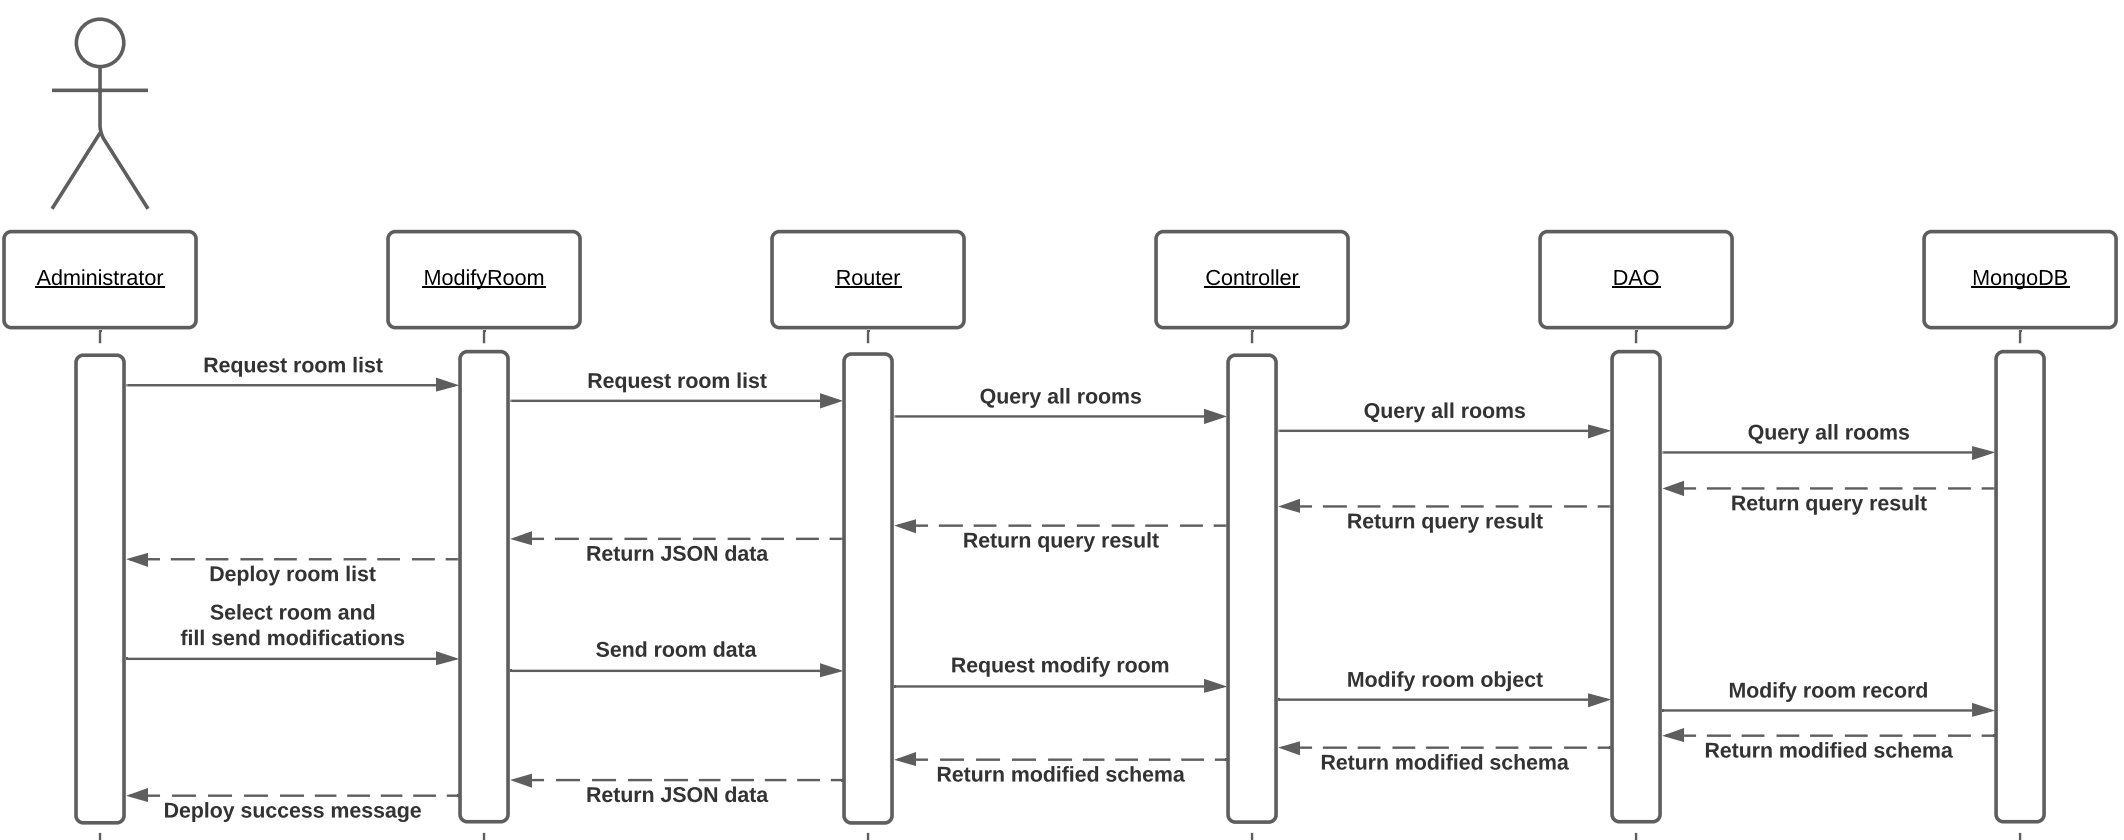 Administrator
ModifyRoom
Router
Controller
DAO
MongoDB
Request room list
Request room list
Query all rooms
Query all rooms
Query all rooms
Return query result
Return query result
Return query result
Return JSON data
Deploy room list
Select room and
fill send modifications
Send room data
Request modify room
Modify room object
Modify room record
Return modified schema
Return modified schema
Return modified schema
Return JSON data
Deploy success message